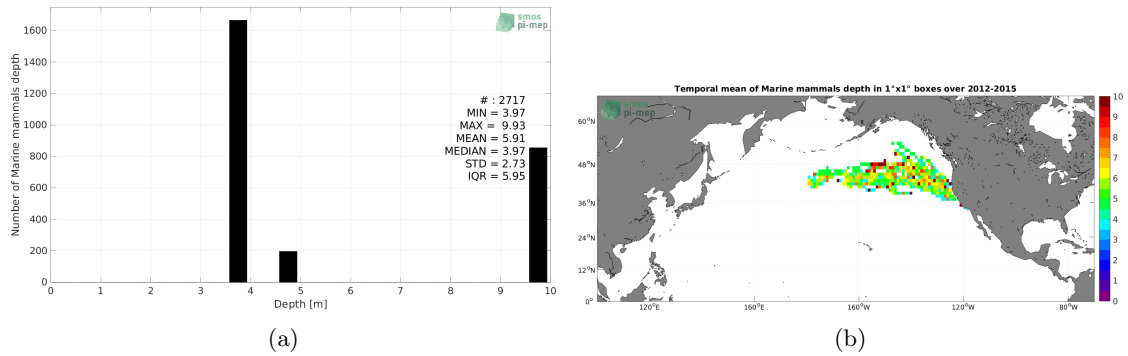 1600
1400
1200
1000
800
600
400
200
0
Number of Marine mammals depth
smos
pi-mep
# : 2717
MIN = 3.97
MAX = 9.93
MEAN = 5.91
MEDIAN = 3.97
STD = 2.73
IQR = 5.95
0 1 2 3 4 5 6 7 8 9 10
Depth [m]
(a)
Temporal mean of Marine mammals depth in 1°x1° boxes over 2012-2015
smos
pi-mep
60°N
48°N
36°N
24°N
12°N
0°
120°E 160°E 160°W 120°W 80°W
10
9
8
7
6
5
4
3
2
1
0
(b)